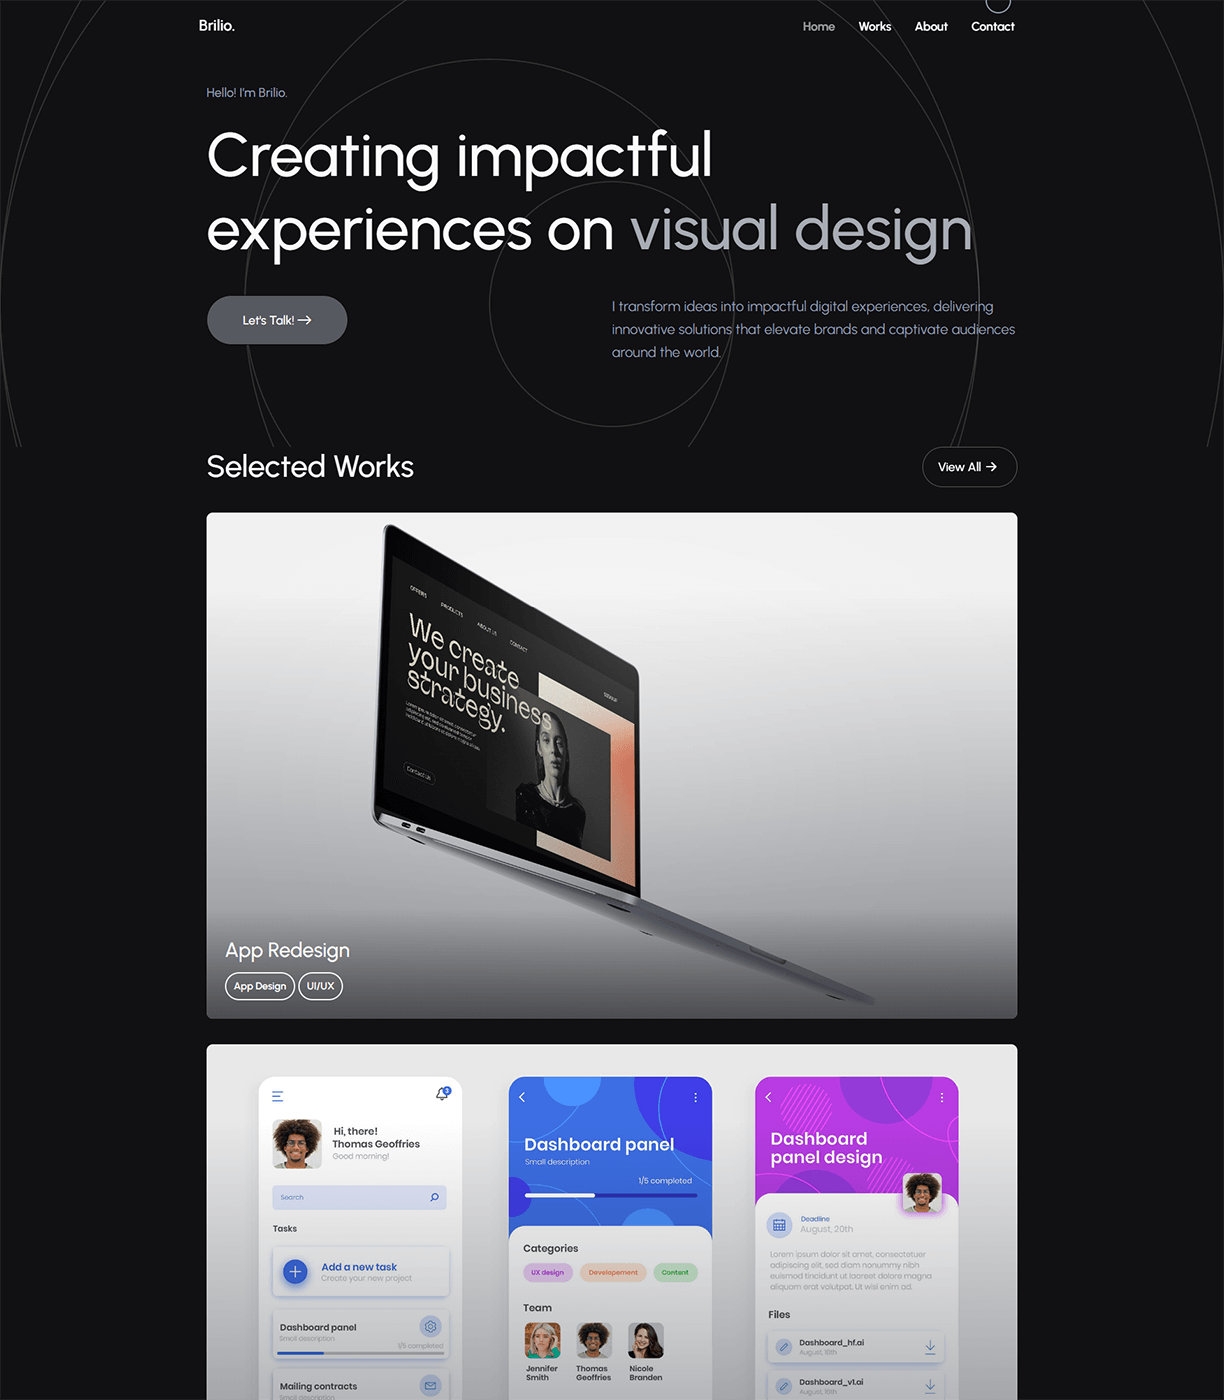 Brilio.
Home Works About Contact
Hello! I'm Brilio.
Creating impactful
experiences on visual design
Let's Talk!
I transform ideas into impactful digital experiences, delivering
innovative solutions that elevate brands and captivate audiences
around the world.
Selected Works
View All
OFFERS PRODUCTS ABOUT US CONTACT
We create
your business
strategy.
Contact us
App Redesign
App Design UI/UX
3
Hi, there!
Thomas Geoffries
Good morning!
Search
Tasks
Add a new task
Create your new project
Dashboard panel
Small description
1/5 completed
Mailing contracts
Small description
Dashboard panel
Small description
1/5 completed
Categories
UX design Developement Content
Team
Jennifer
Smith
Thomas
Geoffries
Nicole
Branden
Dashboard
panel design
Deadline
August, 20th
Lorem ipsum dolor sit amet, consectetuer
adipiscing elit, sed diam nonummy nibh
euismod tincidunt ut laoreet dolore magna
aliquam erat volutpat. Ut wisi enim ad.
Files
Dashboard_hf.ai
August, 18th
Dashboard_v1.ai
August, 16th